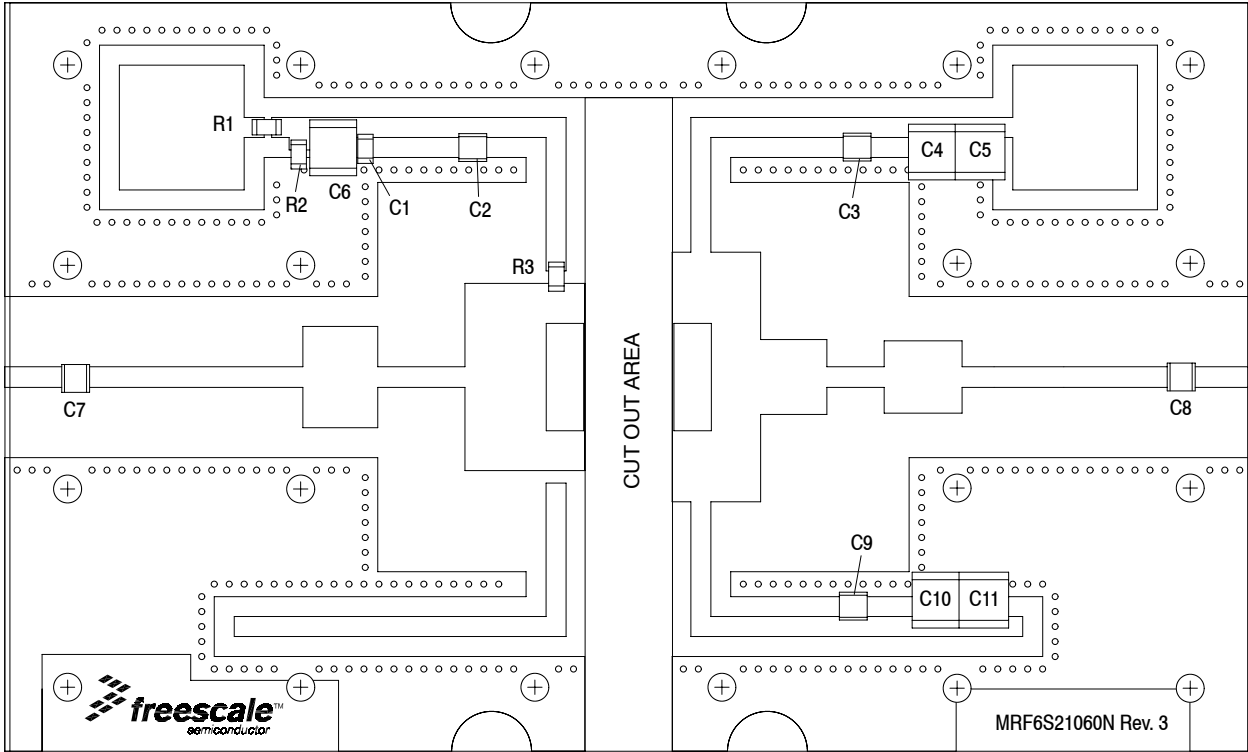 R1
C4 C5
C6
R2
C1
C2
C3
R3
CUT OUT AREA
C7
C8
C9
C10 C11
freescale™
semiconductor
MRF6S21060N Rev. 3